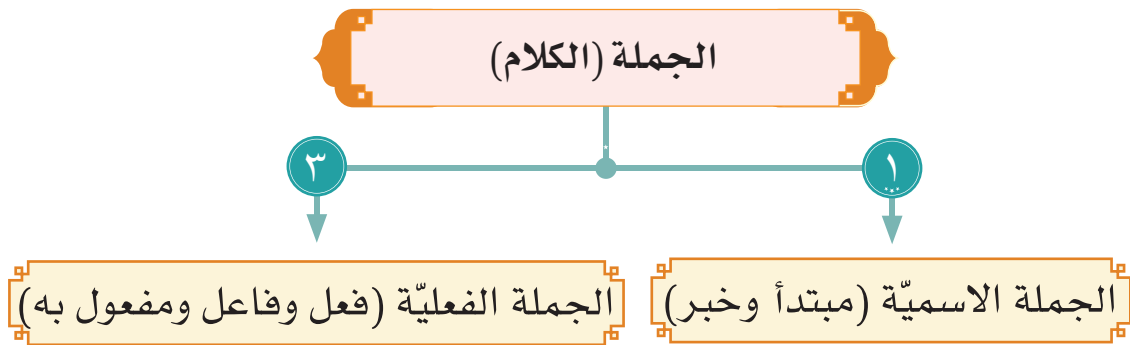 الجملة (الكلام)
١
٣
الجملة الاسميّة (مبتدأ وخبر)
الجملة الفعليّة (فعل وفاعل ومفعول به)